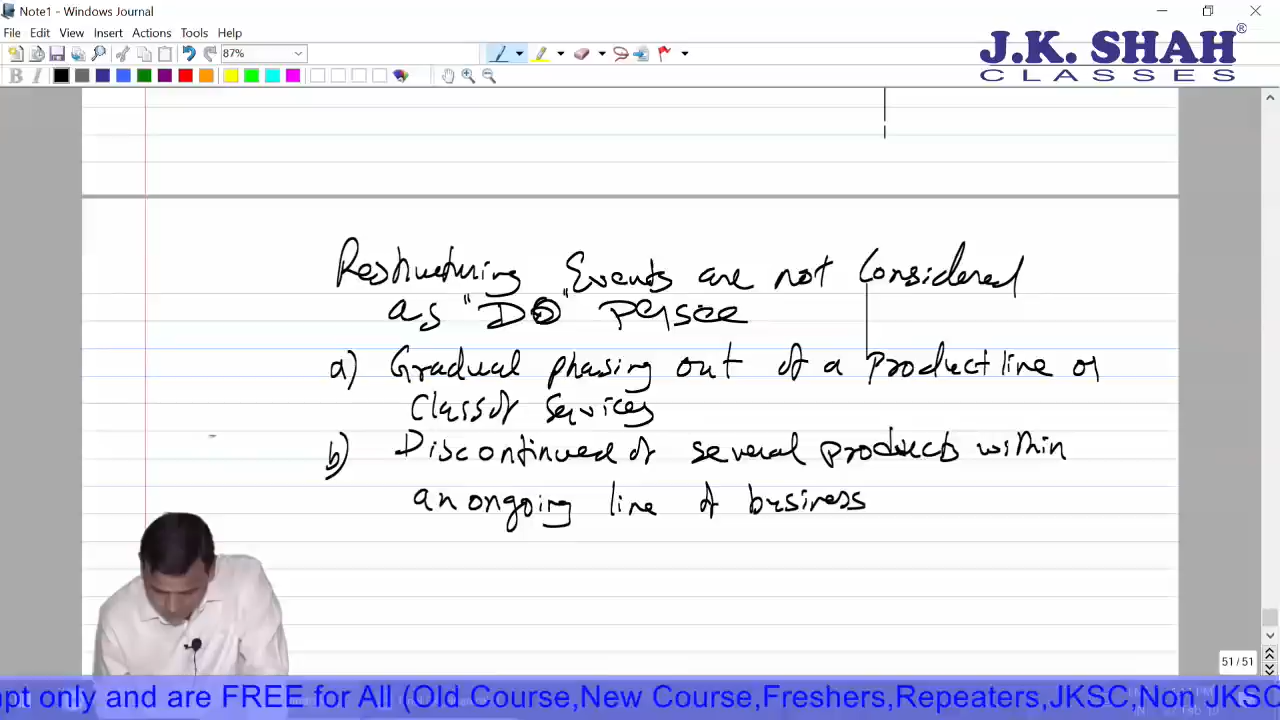 Note1 - Windows Journal
File Edit View Insert Actions Tools Help
87%
B I
J.K. SHAH®
CLASSES
Restructuring Events are not Considered
as "DO"
a) Gradual phasing out of a product line or
Class of Services
b) Discontinued of several products within
an ongoing line of business
51 / 51
pt only and are FREE for All (Old Course,New Course,Freshers,Repeaters,JKSC,Non JKSC